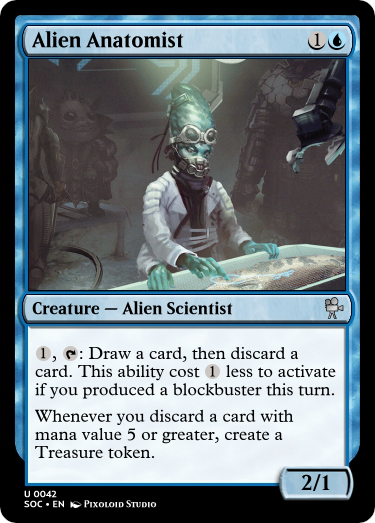 Alien Anatomist 1
Creature — Alien Scientist
1, : Draw a card, then discard a
card. This ability cost 1 less to activate
if you produced a blockbuster this turn.
Whenever you discard a card with
mana value 5 or greater, create a
Treasure token.
2/1
U 0042
SOC • EN Pixoloid Studio